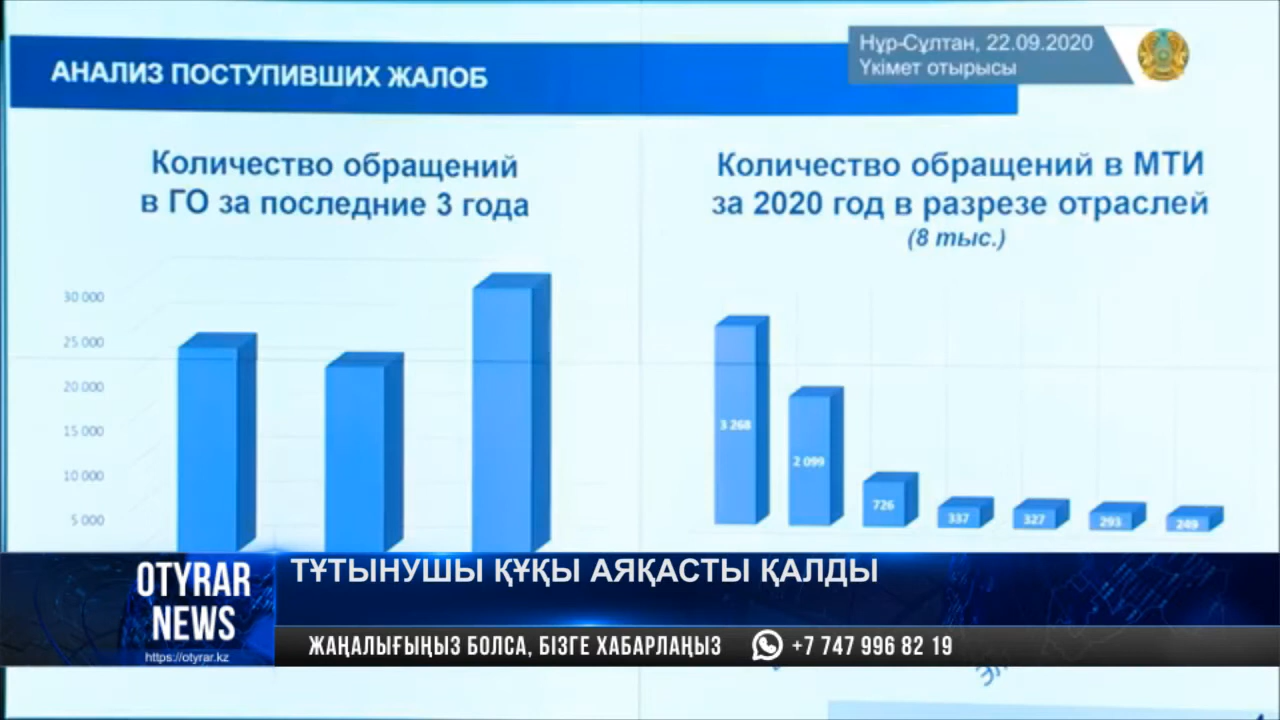 Нұр-Сұлтан, 22.09.2020
Үкімет отырысы
АНАЛИЗ ПОСТУПИВШИХ ЖАЛОБ
Количество обращений
в ГО за последние 3 года
30 000
25 000
20 000
15 000
10 000
5 000
Количество обращений в МТИ
за 2020 год в разрезе отраслей
(8 тыс.)
3 268
2 099
726
337
327
293
249
OTYRAR
NEWS
https://otyrar.kz
ТҰТЫНУШЫ ҚҰҚЫ АЯҚАСТЫ ҚАЛДЫ
ЖАҢАЛЫҒЫҢЫЗ БОЛСА, БІЗГЕ ХАБАРЛАҢЫЗ
+7 747 996 82 19